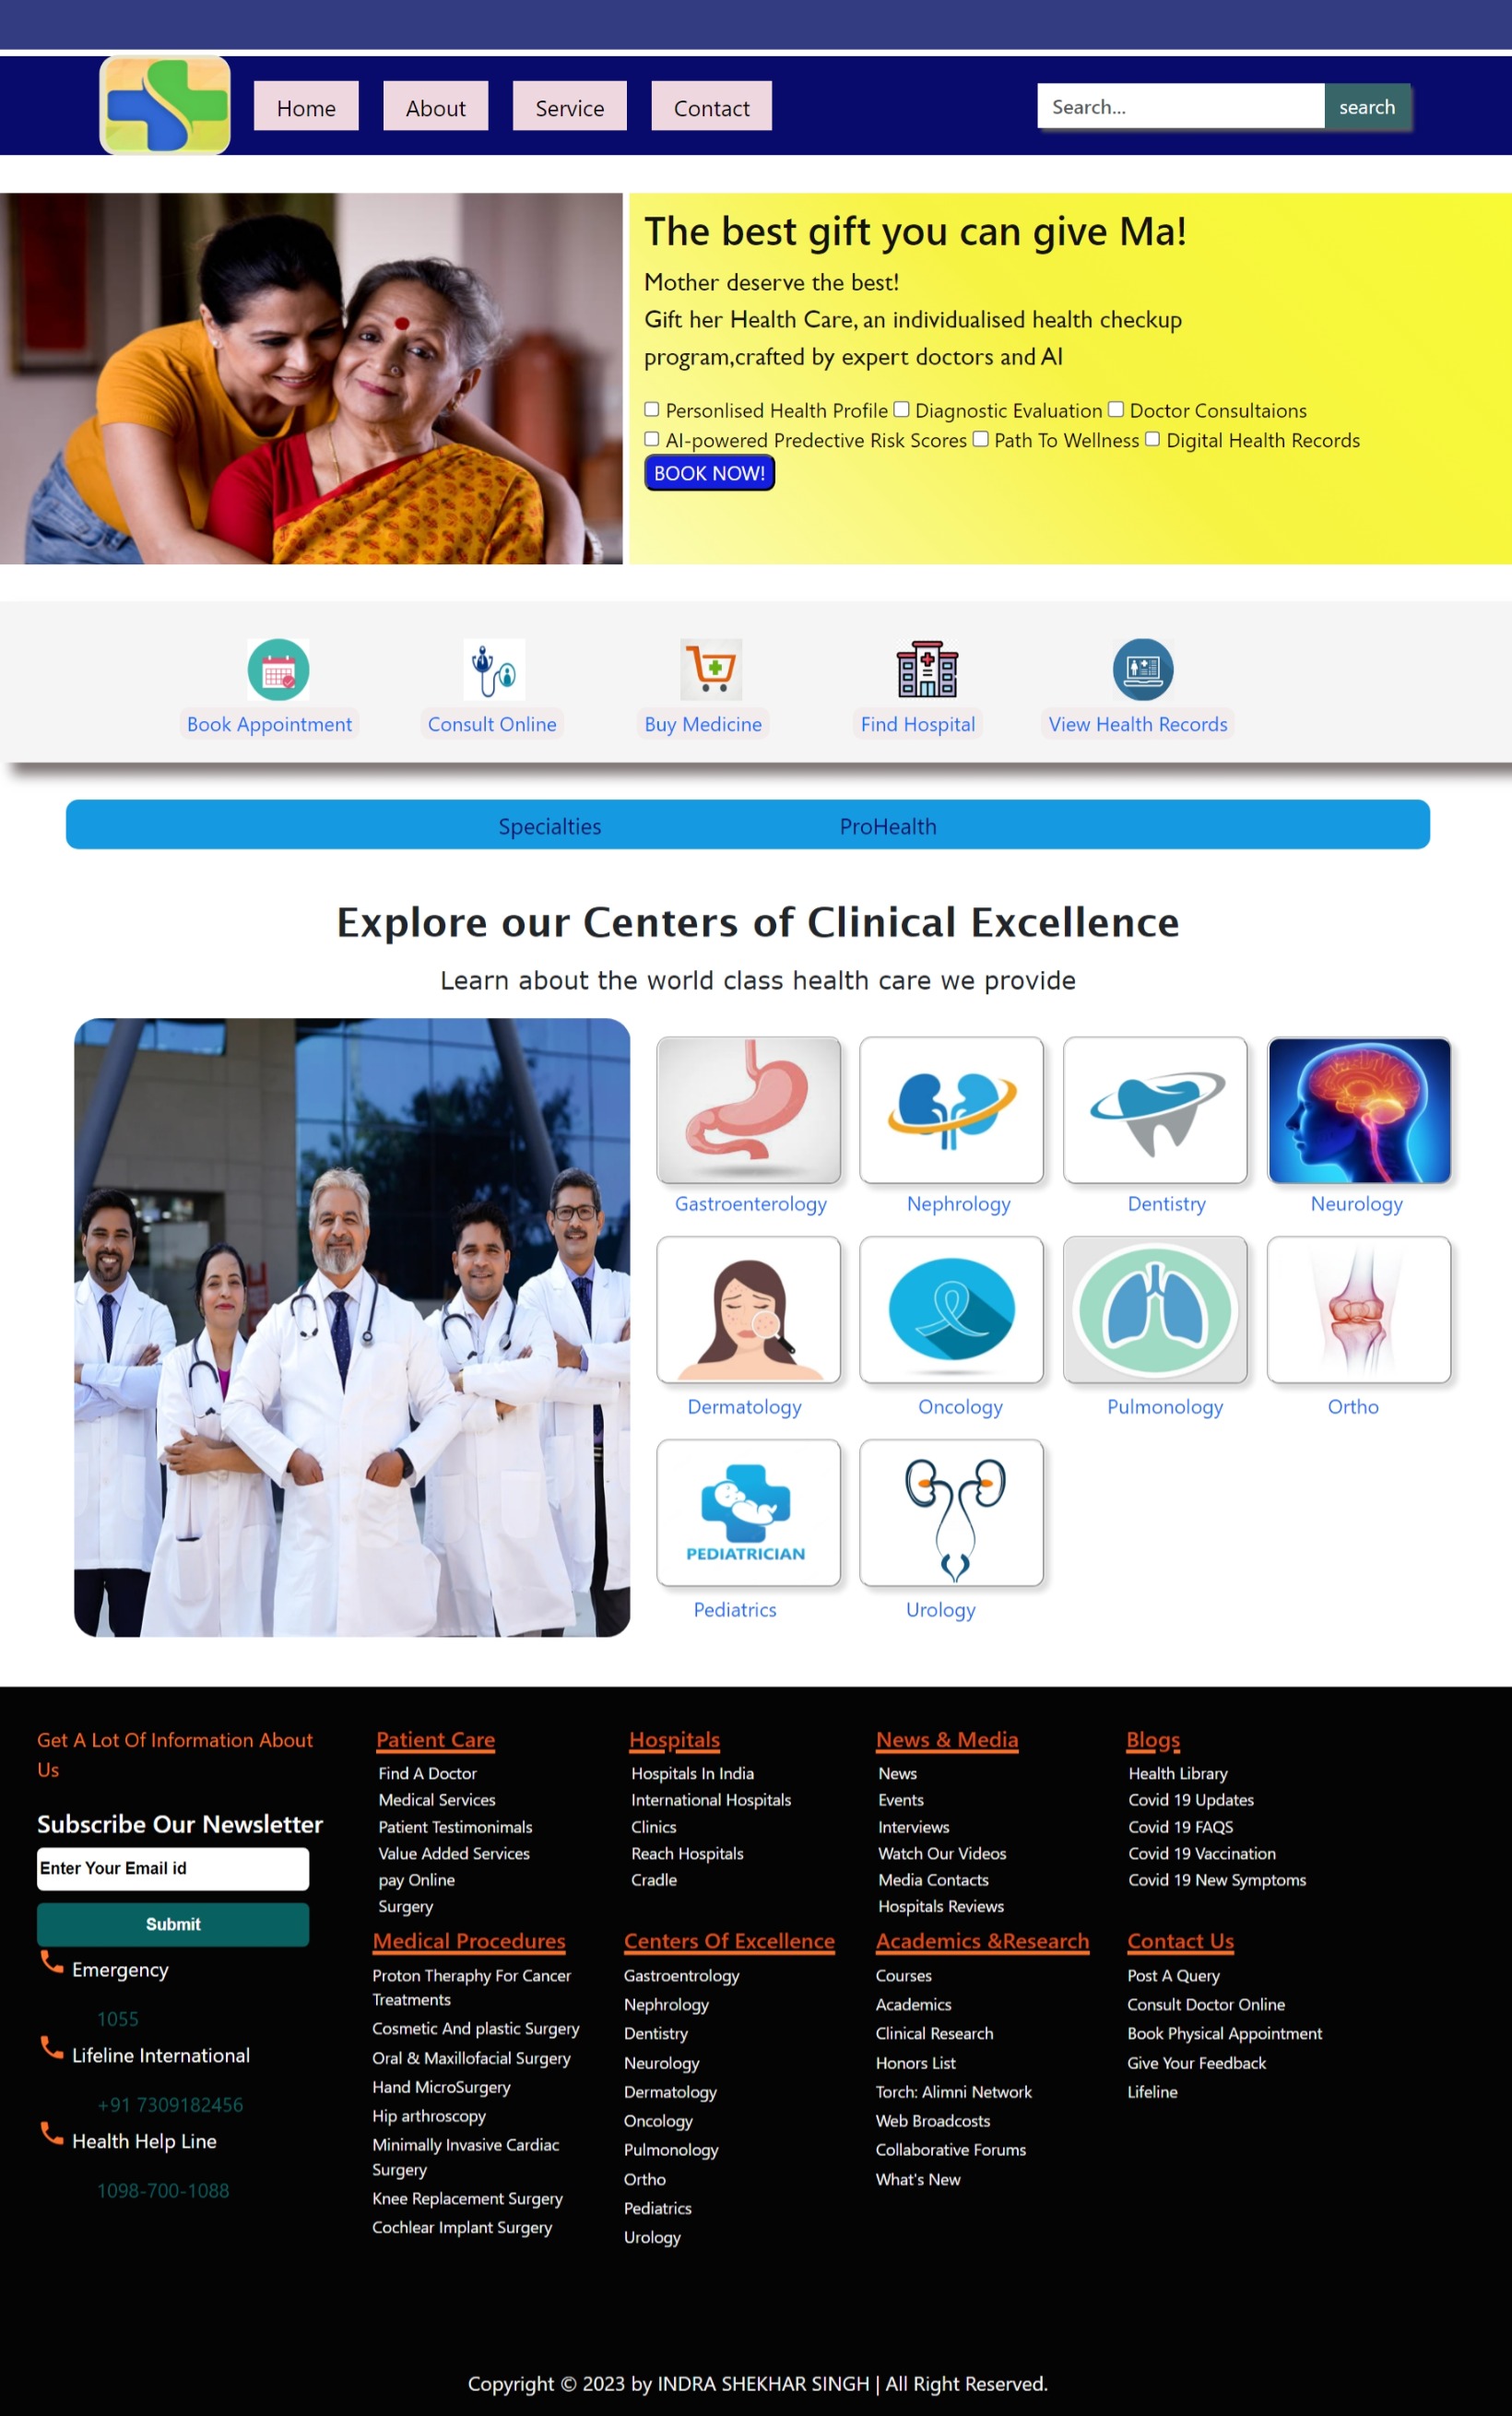 Home About Service Contact Search... search
The best gift you can give Ma!
Mother deserve the best!
Gift her Health Care, an individualised health checkup
program,crafted by expert doctors and AI
Personlised Health Profile Diagnostic Evaluation Doctor Consultaions
AI-powered Predective Risk Scores Path To Wellness Digital Health Records
BOOK NOW!
Book Appointment Consult Online Buy Medicine Find Hospital View Health Records
Specialties ProHealth
Explore our Centers of Clinical Excellence
Learn about the world class health care we provide
Gastroenterology Nephrology Dentistry Neurology
Dermatology Oncology Pulmonology Ortho
PEDIATRICIAN
Pediatrics Urology
Get A Lot Of Information About
Us
Subscribe Our Newsletter
Enter Your Email id
Submit
Emergency
1055
Lifeline International
+91 7309182456
Health Help Line
1098-700-1088
Patient Care
Find A Doctor
Medical Services
Patient Testimonimals
Value Added Services
pay Online
Surgery
Hospitals
Hospitals In India
International Hospitals
Clinics
Reach Hospitals
Cradle
News & Media
News
Events
Interviews
Watch Our Videos
Media Contacts
Hospitals Reviews
Blogs
Health Library
Covid 19 Updates
Covid 19 FAQS
Covid 19 Vaccination
Covid 19 New Symptoms
Medical Procedures
Proton Theraphy For Cancer
Treatments
Cosmetic And plastic Surgery
Oral & Maxillofacial Surgery
Hand MicroSurgery
Hip arthroscopy
Minimally Invasive Cardiac
Surgery
Knee Replacement Surgery
Cochlear Implant Surgery
Centers Of Excellence
Gastroentrology
Nephrology
Dentistry
Neurology
Dermatology
Oncology
Pulmonology
Ortho
Pediatrics
Urology
Academics &Research
Courses
Academics
Clinical Research
Honors List
Torch: Alimni Network
Web Broadcosts
Collaborative Forums
What's New
Contact Us
Post A Query
Consult Doctor Online
Book Physical Appointment
Give Your Feedback
Lifeline
Copyright © 2023 by INDRA SHEKHAR SINGH | All Right Reserved.